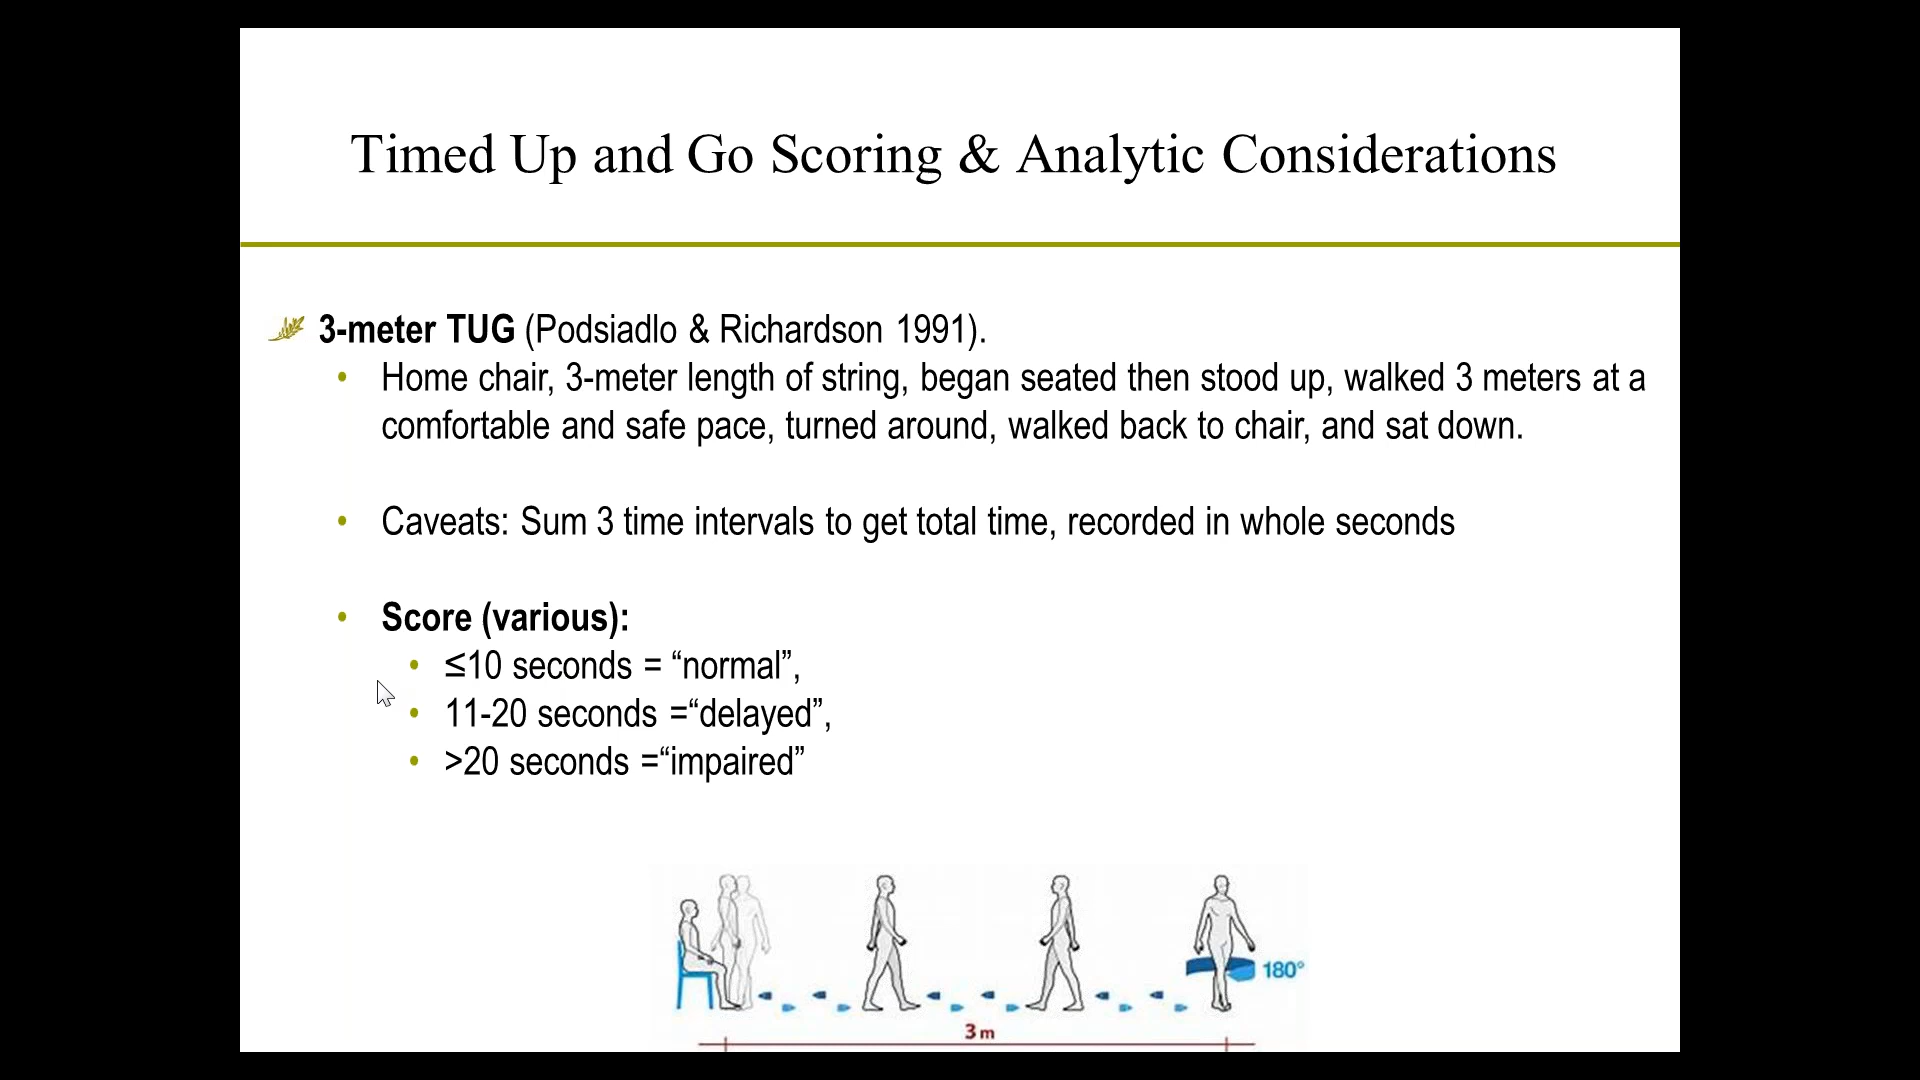 Timed Up and Go Scoring & Analytic Considerations
3-meter TUG (Podsiadlo & Richardson 1991).
• Home chair, 3-meter length of string, began seated then stood up, walked 3 meters at a
comfortable and safe pace, turned around, walked back to chair, and sat down.
• Caveats: Sum 3 time intervals to get total time, recorded in whole seconds
• Score (various):
• ≤10 seconds = “normal”,
• 11-20 seconds =“delayed”,
• >20 seconds =“impaired”
180°
3 m